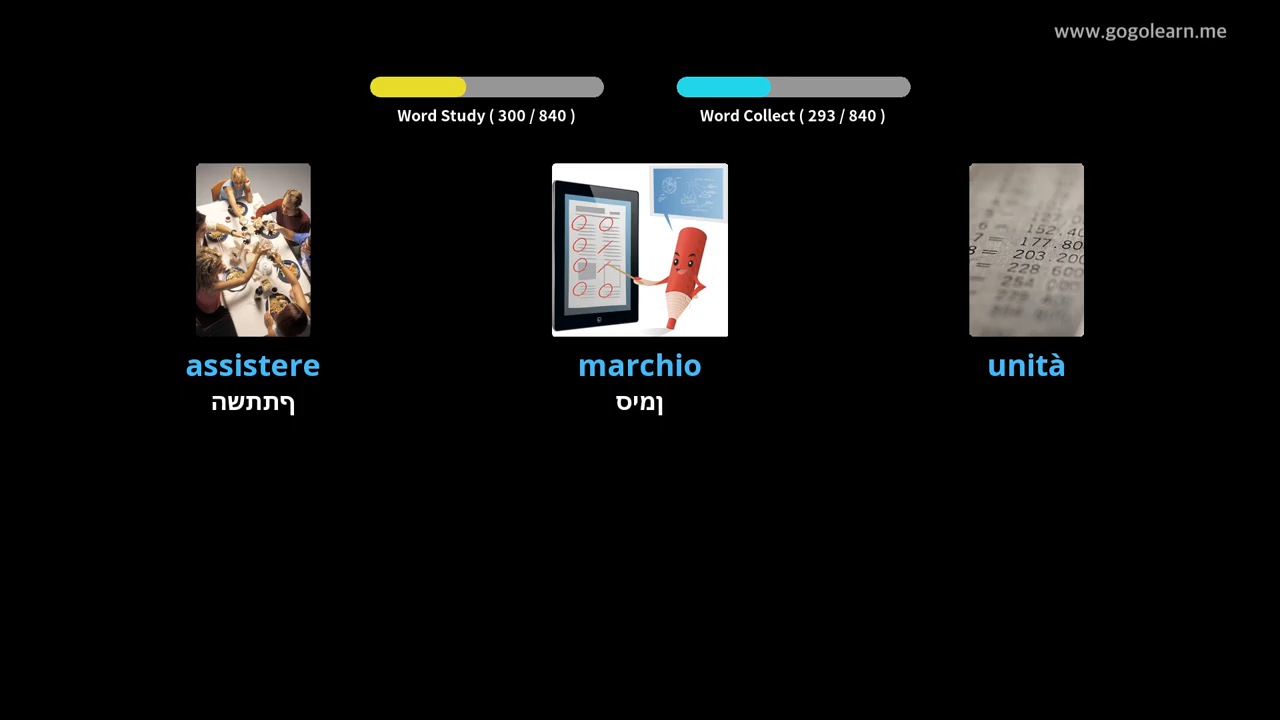 www.gogolearn.me
Word Study ( 300 / 840 )
Word Collect ( 293 / 840 )
assistere
marchio
unità
השתתף
סימן